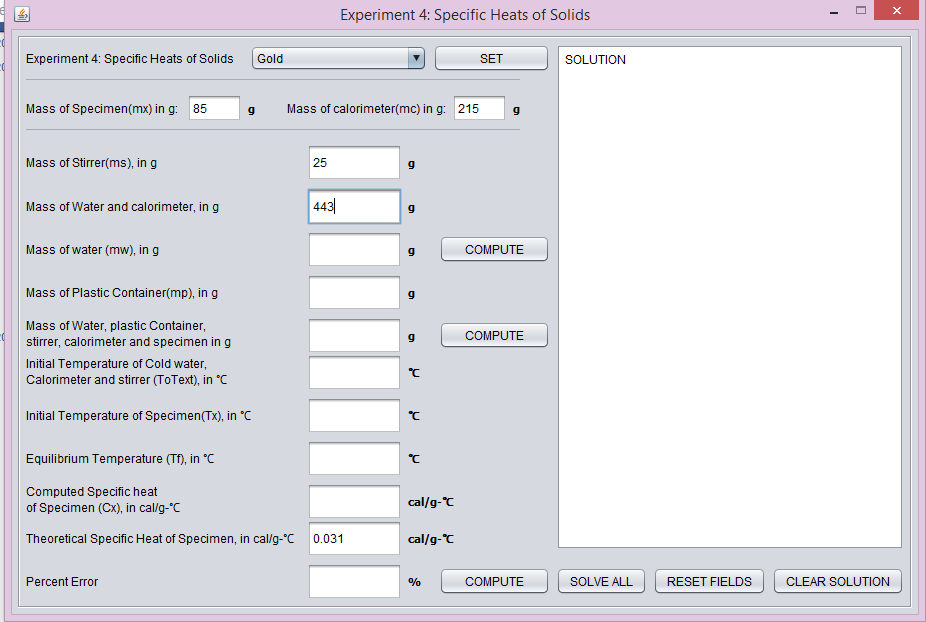 Experiment 4: Specific Heats of Solids
Experiment 4: Specific Heats of Solids Gold SET
SOLUTION
Mass of Specimen(mx) in g: 85 g Mass of calorimeter(mc) in g: 215 g
Mass of Stirrer(ms), in g 25 g
Mass of Water and calorimeter, in g 443 g
Mass of water (mw), in g g COMPUTE
Mass of Plastic Container(mp), in g g
Mass of Water, plastic Container,
stirrer, calorimeter and specimen in g g COMPUTE
Initial Temperature of Cold water,
Calorimeter and stirrer (ToText), in °C °C
Initial Temperature of Specimen(Tx), in °C °C
Equilibrium Temperature (Tf), in °C °C
Computed Specific heat
of Specimen (Cx), in cal/g-°C cal/g-°C
Theoretical Specific Heat of Specimen, in cal/g-°C 0.031 cal/g-°C
Percent Error % COMPUTE SOLVE ALL RESET FIELDS CLEAR SOLUTION